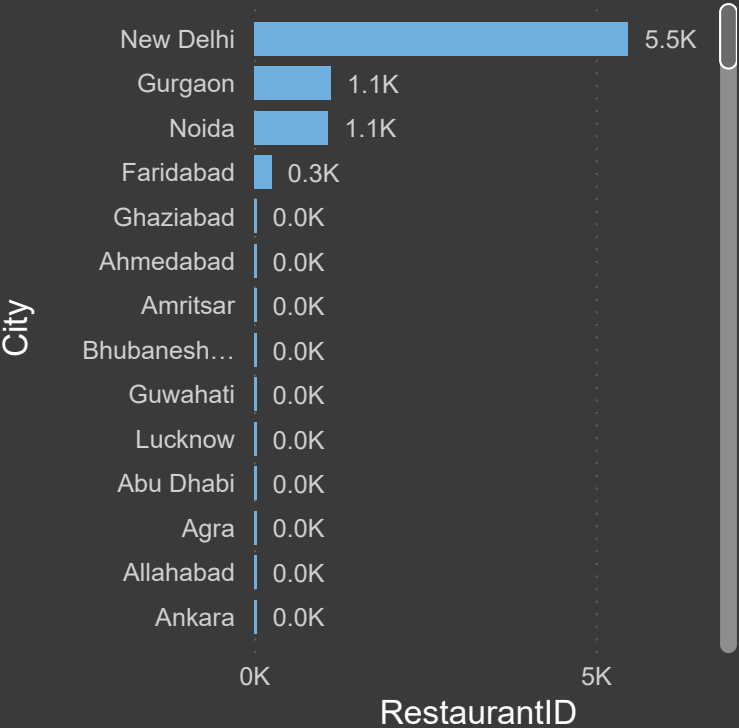 New Delhi 5.5K
Gurgaon 1.1K
Noida 1.1K
Faridabad 0.3K
Ghaziabad 0.0K
Ahmedabad 0.0K
Amritsar 0.0K
Bhubanesh… 0.0K
Guwahati 0.0K
Lucknow 0.0K
Abu Dhabi 0.0K
Agra 0.0K
Allahabad 0.0K
Ankara 0.0K
City
0K 5K
RestaurantID